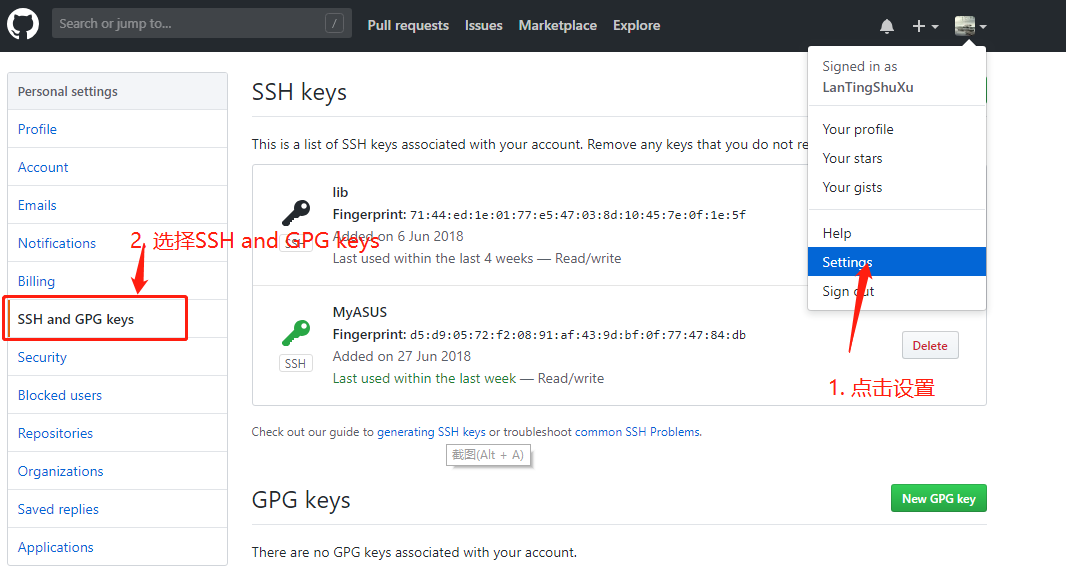 Search or jump to...
/
Pull requests
Issues
Marketplace
Explore
Signed in as
LanTingShuXu
Your profile
Your stars
Your gists
Help
Settings
Sign out
1. 点击设置
Personal settings
Profile
Account
Emails
Notifications
Billing
SSH and GPG keys
Security
Blocked users
Repositories
Organizations
Saved replies
Applications
2. 选择SSH and GPG keys
SSH keys
This is a list of SSH keys associated with your account. Remove any keys that you do not re
lib
Fingerprint: 71:44:ed:1e:01:77:e5:47:03:8d:10:45:7e:0f:1e:5f
SSH
Added on 6 Jun 2018
Last used within the last 4 weeks — Read/write
MyASUS
Fingerprint: d5:d9:05:72:f2:08:91:af:43:9d:bf:0f:77:47:84:db
SSH
Added on 27 Jun 2018
Last used within the last week — Read/write
Delete
Check out our guide to generating SSH keys or troubleshoot common SSH Problems.
截图(Alt + A)
GPG keys
New GPG key
There are no GPG keys associated with your account.